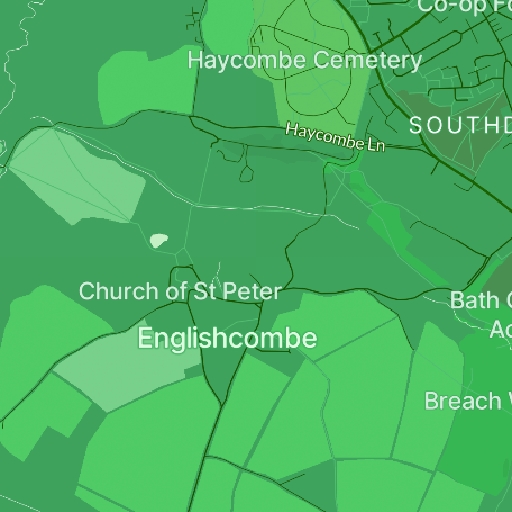 Co-op Fo
Haycombe Cemetery
Haycombe Ln
SOUTHD
Church of St Peter
Bath
Englishcombe
Ac
Breach